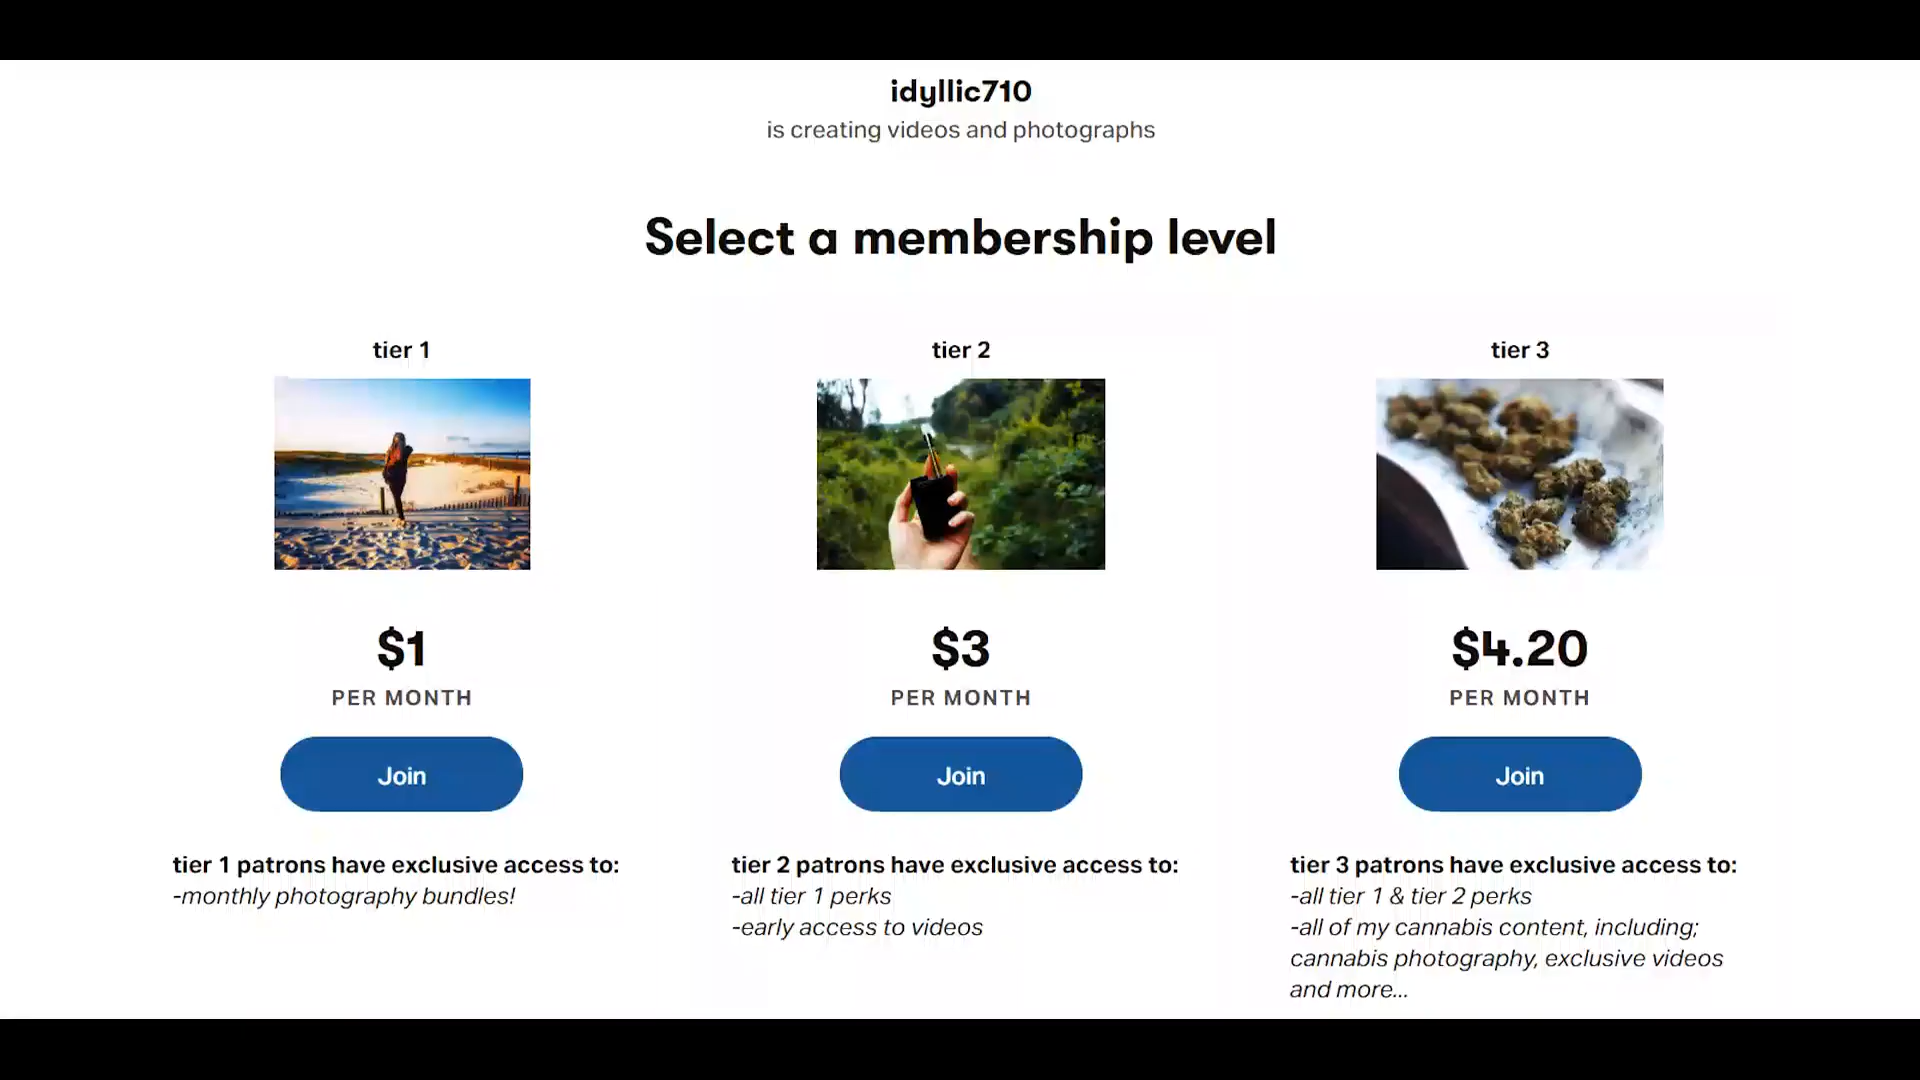 idyllic710
is creating videos and photographs
Select a membership level
tier 1
tier 2
tier 3
$1
PER MONTH
$3
PER MONTH
$4.20
PER MONTH
Join
Join
Join
tier 1 patrons have exclusive access to:
-monthly photography bundles!
tier 2 patrons have exclusive access to:
-all tier 1 perks
-early access to videos
tier 3 patrons have exclusive access to:
-all tier 1 & tier 2 perks
-all of my cannabis content, including;
cannabis photography, exclusive videos
and more...